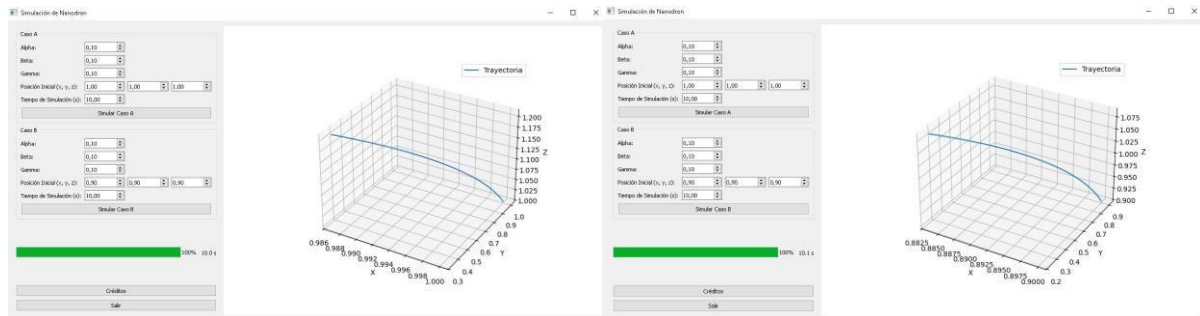 Simulación de Nanodron
Caso A
Alpha: 0,10
Beta: 0,10
Gamma: 0,10
Posición Inicial (x, y, z): 1,00 1,00 1,00
Tiempo de Simulación (s): 10,00
Simular Caso A
Caso B
Alpha: 0,10
Beta: 0,10
Gamma: 0,10
Posición Inicial (x, y, z): 0,90 0,90 0,90
Tiempo de Simulación (s): 10,00
Simular Caso B
100% 10.0 s
Créditos
Salir
Trayectoria
1.200
1.175
1.150
1.125
1.100
1.075
1.050
1.025
1.000
Z
0.986
0.988
0.990
0.992
0.994
0.996
0.998
1.000
X
0.3
0.4
0.5
0.6
0.7
0.8
0.9
1.0
Y
Simulación de Nanodron
Caso A
Alpha: 0,10
Beta: 0,10
Gamma: 0,10
Posición Inicial (x, y, z): 1,00 1,00 1,00
Tiempo de Simulación (s): 10,00
Simular Caso A
Caso B
Alpha: 0,10
Beta: 0,10
Gamma: 0,10
Posición Inicial (x, y, z): 0,90 0,90 0,90
Tiempo de Simulación (s): 10,00
Simular Caso B
100% 10.1 s
Créditos
Salir
Trayectoria
1.075
1.050
1.025
1.000
0.975
0.950
0.925
0.900
Z
0.8825
0.8850
0.8875
0.8900
0.8925
0.8950
0.8975
0.9000
X
0.2
0.3
0.4
0.5
0.6
0.7
0.8
0.9
Y